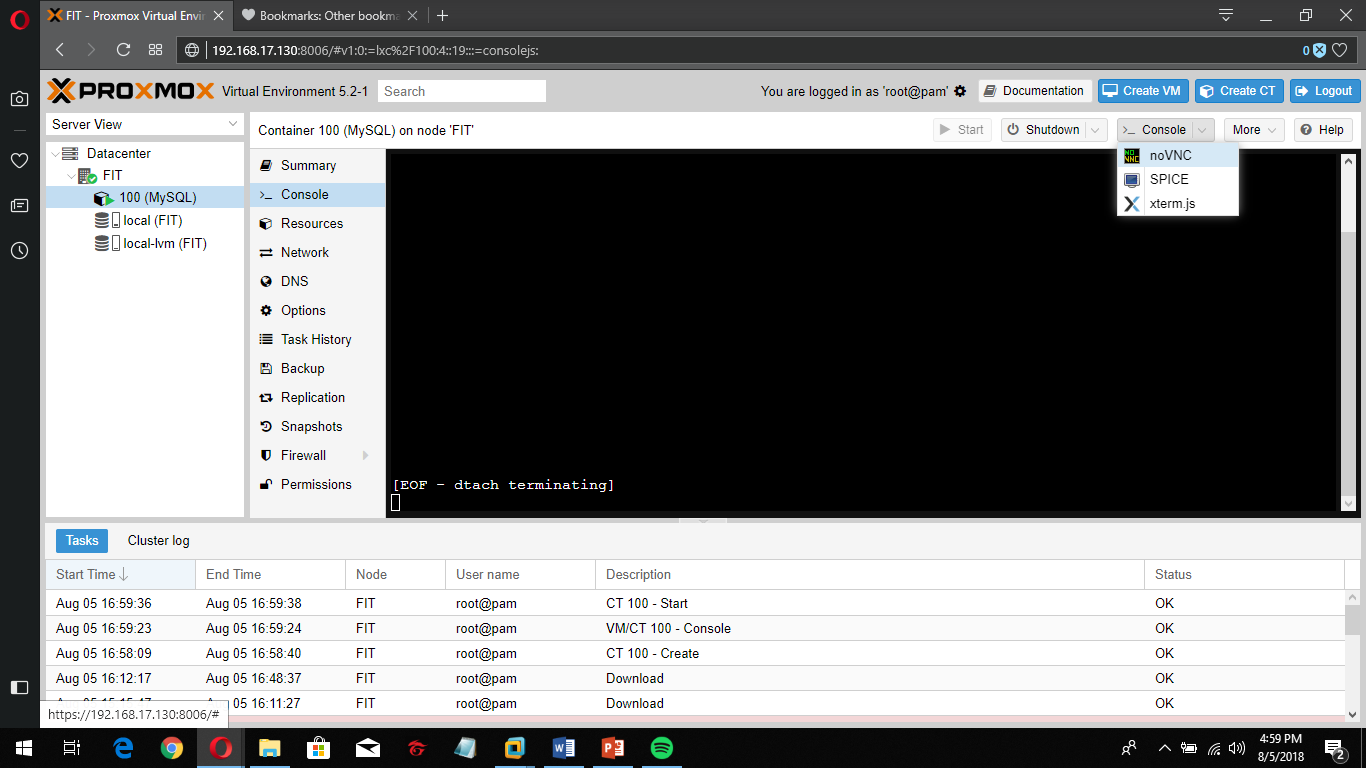 FIT - Proxmox Virtual Envir
Bookmarks: Other bookma
192.168.17.130:8006/#v1:0:=lxc%2F100:4::19:::=consolejs:
0
PROXMOX Virtual Environment 5.2-1 Search You are logged in as 'root@pam' Documentation Create VM Create CT Logout
Server View
Datacenter
FIT
100 (MySQL)
local (FIT)
local-lvm (FIT)
Container 100 (MySQL) on node 'FIT' Start Shutdown Console More Help
noVNC
SPICE
xterm.js
Summary
Console
Resources
Network
DNS
Options
Task History
Backup
Replication
Snapshots
Firewall
Permissions
[EOF - dtach terminating]
Tasks Cluster log
Start Time End Time Node User name Description Status
Aug 05 16:59:36 Aug 05 16:59:38 FIT root@pam CT 100 - Start OK
Aug 05 16:59:23 Aug 05 16:59:24 FIT root@pam VM/CT 100 - Console OK
Aug 05 16:58:09 Aug 05 16:58:40 FIT root@pam CT 100 - Create OK
Aug 05 16:12:17 Aug 05 16:48:37 FIT root@pam Download OK
Aug 05 16:11:27 FIT root@pam Download OK
https://192.168.17.130:8006/#
4:59 PM
8/5/2018
2